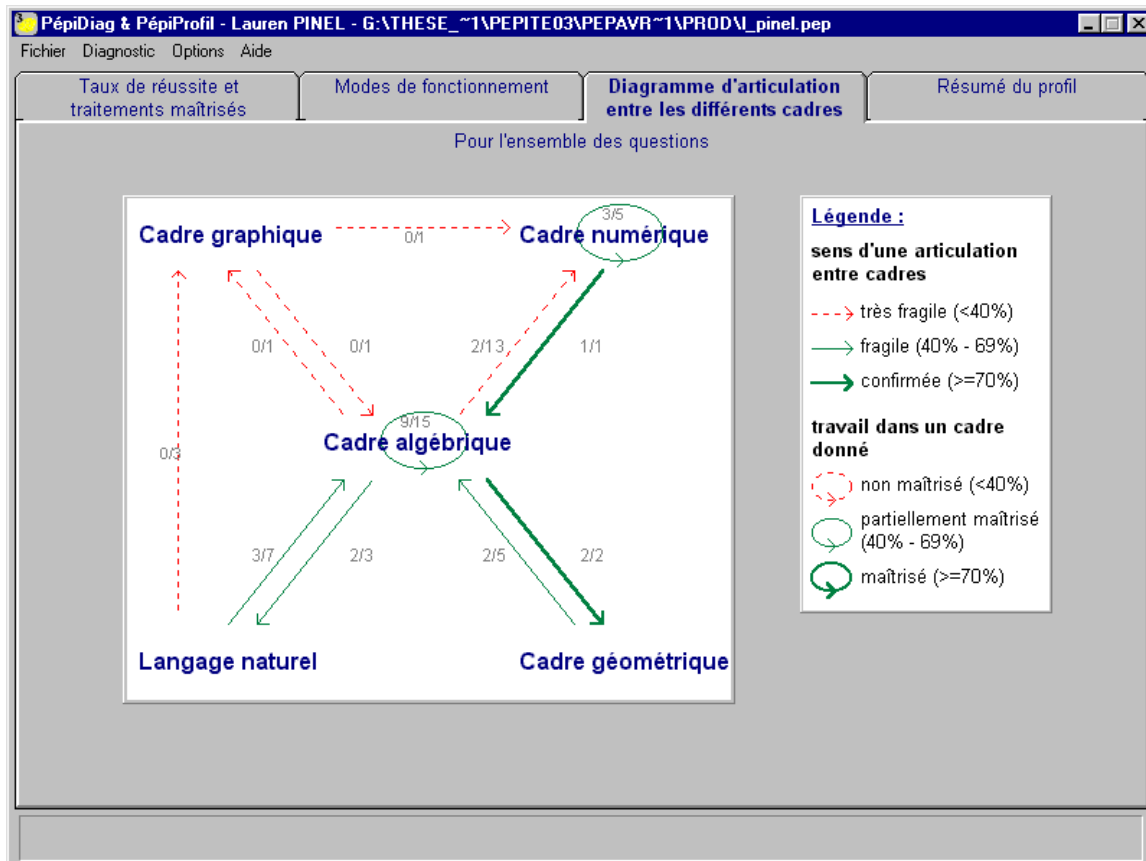 PépiDiag & PépiProfil - Lauren PINEL - G:\THESE_~1\PEPITE03\PEPAVR~1\PROD\l_pinel.pep
Fichier Diagnostic Options Aide
Taux de réussite et
traitements maîtrisés
Modes de fonctionnement
Diagramme d'articulation
entre les différents cadres
Résumé du profil
Pour l'ensemble des questions
3/5
Cadre graphique
0/1
Cadre numérique
0/1
0/1
2/13
1/1
9/15
Cadre algébrique
0/3
3/7
2/3
2/5
2/2
Langage naturel
Cadre géométrique
Légende :
sens d'une articulation
entre cadres
très fragile (<40%)
fragile (40% - 69%)
confirmée (>=70%)
travail dans un cadre
donné
non maîtrisé (<40%)
partiellement maîtrisé
(40% - 69%)
maîtrisé (>=70%)